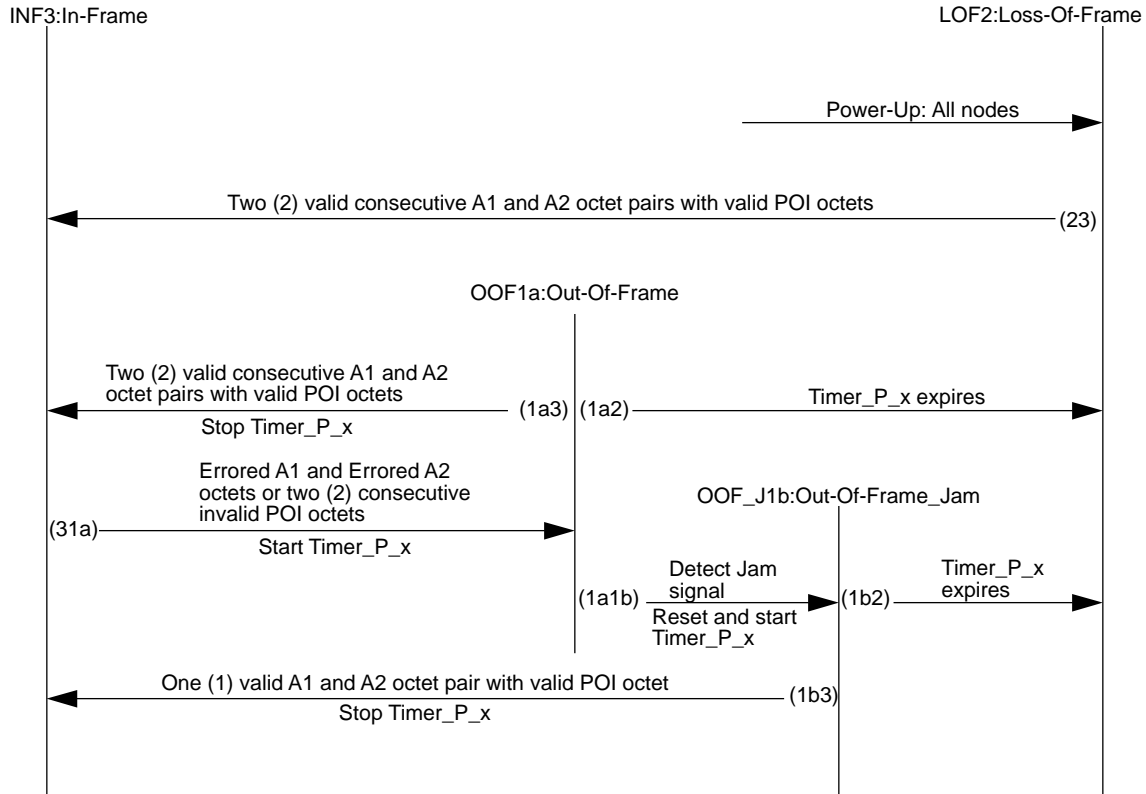 INF3:In-Frame
LOF2:Loss-Of-Frame
Power-Up: All nodes
Two (2) valid consecutive A1 and A2 octet pairs with valid POI octets
(23)
OOF1a:Out-Of-Frame
Two (2) valid consecutive A1 and A2
octet pairs with valid POI octets
(1a3)
(1a2)
Timer_P_x expires
Stop Timer_P_x
Errored A1 and Errored A2
octets or two (2) consecutive
invalid POI octets
(31a)
Start Timer_P_x
OOF_J1b:Out-Of-Frame_Jam
Detect Jam
signal
(1a1b)
Reset and start
Timer_P_x
(1b2)
Timer_P_x
expires
One (1) valid A1 and A2 octet pair with valid POI octet
(1b3)
Stop Timer_P_x